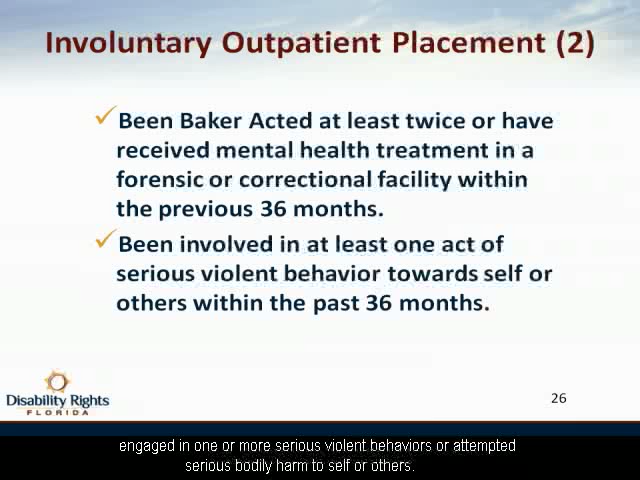 Involuntary Outpatient Placement (2)
Been Baker Acted at least twice or have
received mental health treatment in a
forensic or correctional facility within
the previous 36 months.
Been involved in at least one act of
serious violent behavior towards self or
others within the past 36 months.
Disability Rights
FLORIDA
26
engaged in one or more serious violent behaviors or attempted
serious bodily harm to self or others.